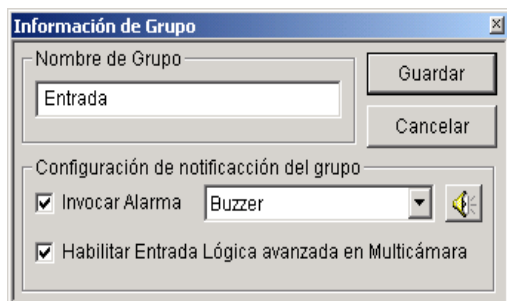 Información de Grupo
Nombre de Grupo
Guardar
Entrada
Cancelar
Configuración de notificacción del grupo
Invocar Alarma
Buzzer
Habilitar Entrada Lógica avanzada en Multicámara